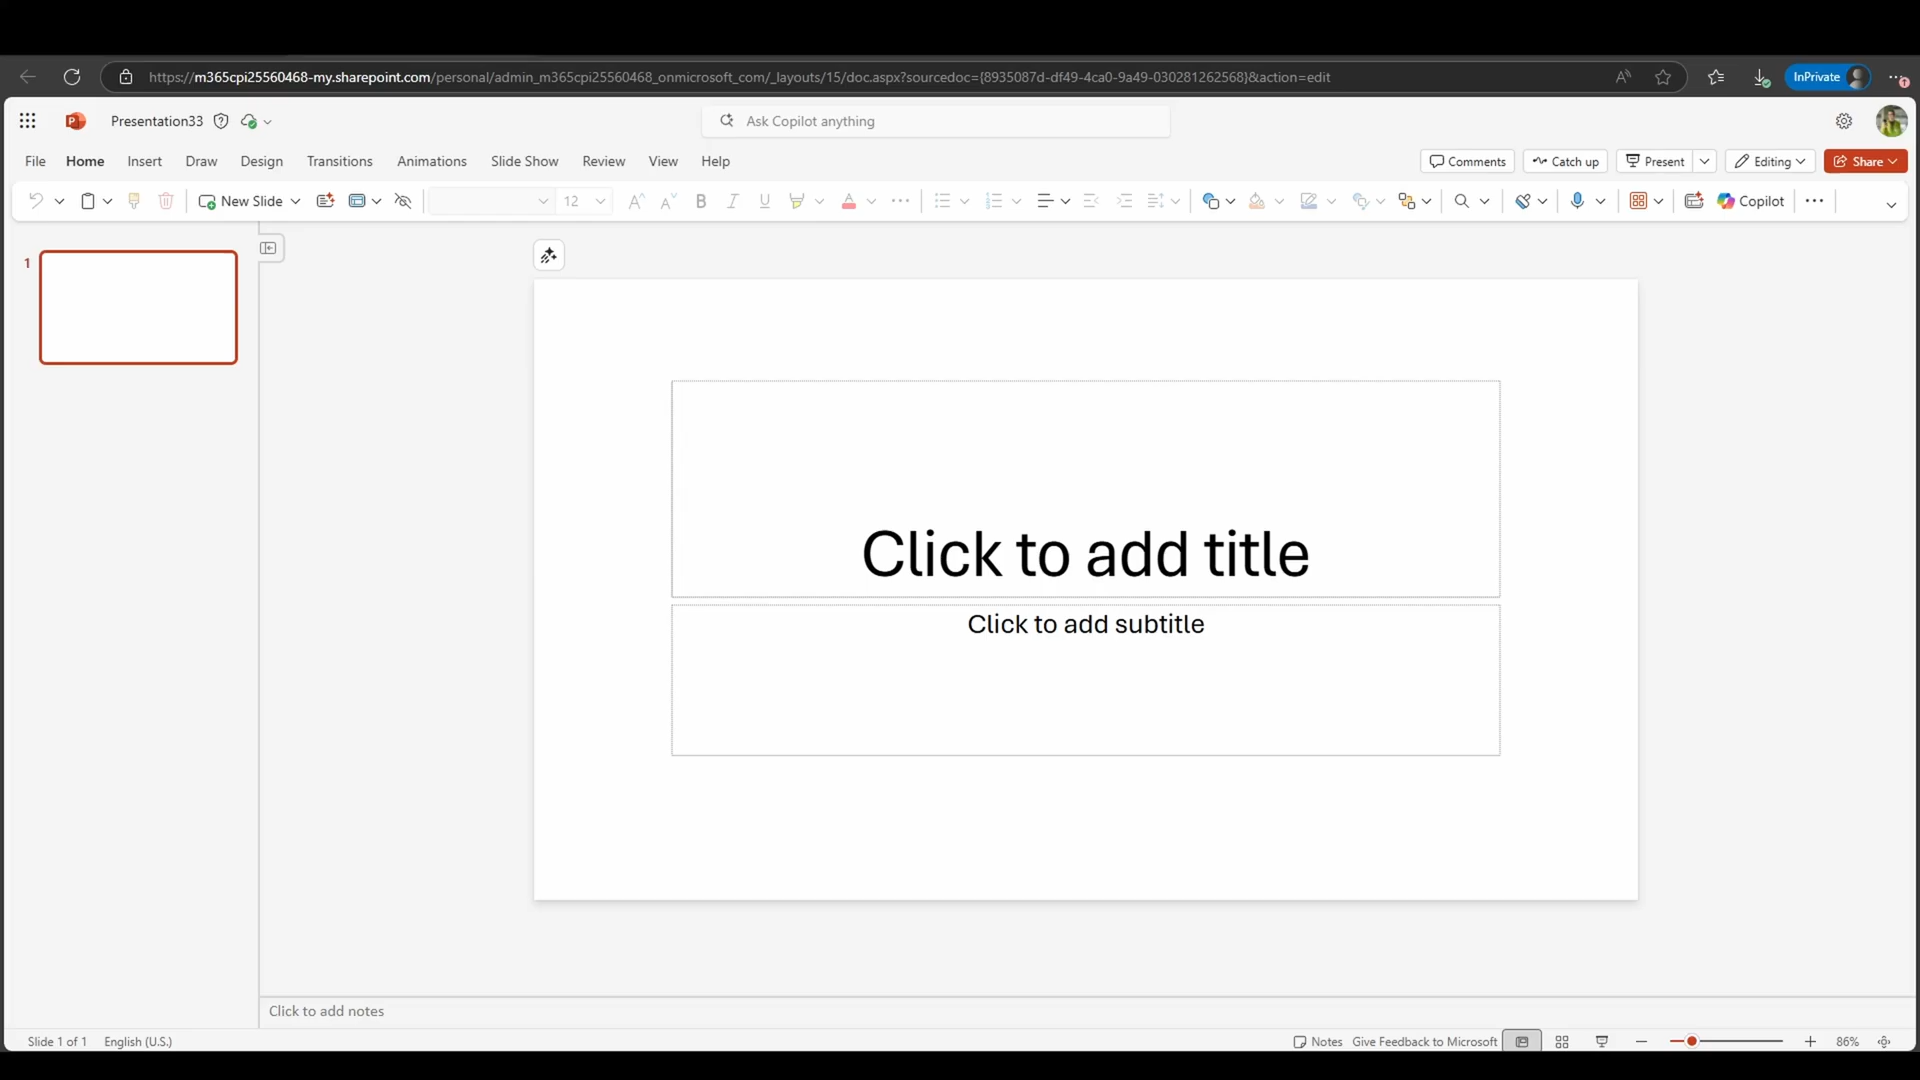 https://m365cpi25560468-my.sharepoint.com/personal/admin_m365cpi25560468_onmicrosoft_com/_layouts/15/doc.aspx?sourcedoc={8935087d-df49-4ca0-9a49-030281262568}&action=edit
InPrivate
P
Presentation33
Ask Copilot anything
File
Home
Insert
Draw
Design
Transitions
Animations
Slide Show
Review
View
Help
Comments
Catch up
Present
Editing
Share
New Slide
12
B
I
U
Copilot
1
Click to add title
Click to add subtitle
Click to add notes
Slide 1 of 1
English (U.S.)
Notes
Give Feedback to Microsoft
86%